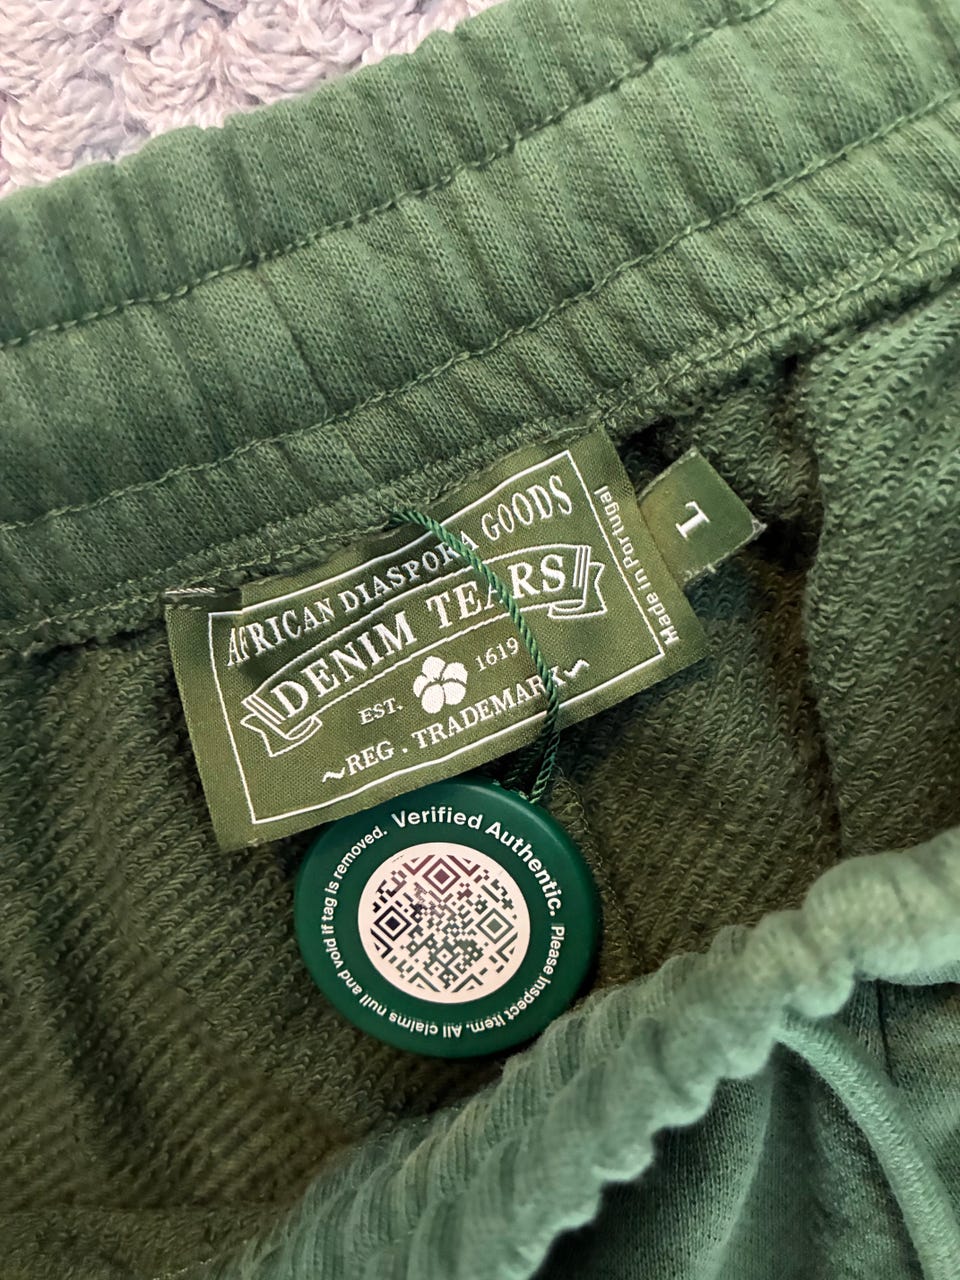 AFRICAN DIASPORA GOODS
DENIM TEARS
EST. 1619
~REG . TRADEMARK~
Made in Portugal
L
Verified Authentic. Please Inspect Item. All claims null and void if tag is removed.